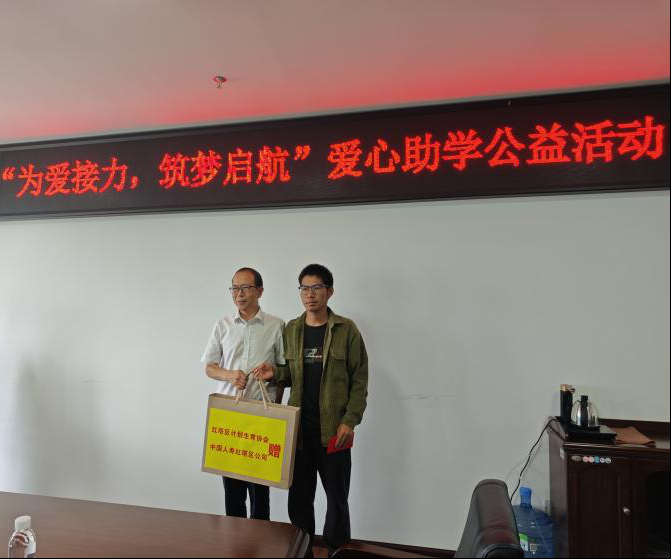 “为爱接力，筑梦启航”爱心助学公益活动
红塔区计划生育协会
中国人寿红塔区公司
赠